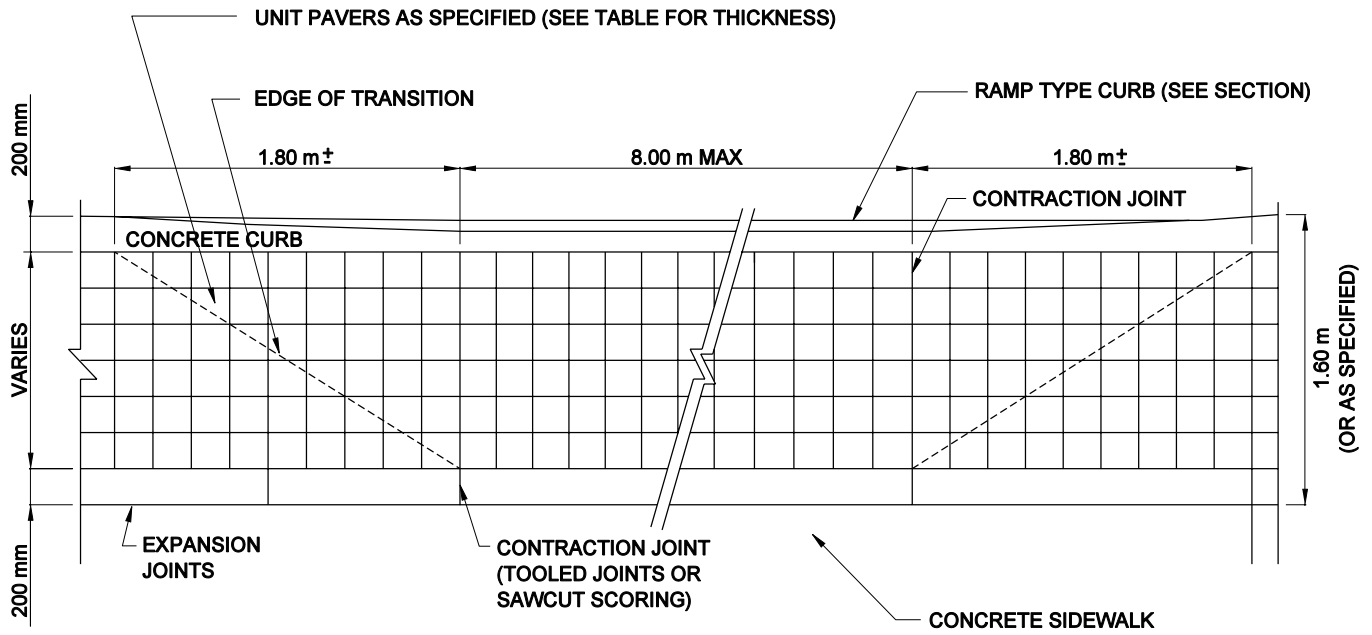 UNIT PAVERS AS SPECIFIED (SEE TABLE FOR THICKNESS)
EDGE OF TRANSITION
RAMP TYPE CURB (SEE SECTION)
200 mm
1.80 m±
8.00 m MAX
1.80 m±
CONTRACTION JOINT
CONCRETE CURB
VARIES
1.60 m
(OR AS SPECIFIED)
EXPANSION
JOINTS
CONTRACTION JOINT
(TOOLED JOINTS OR
SAWCUT SCORING)
200 mm
CONCRETE SIDEWALK